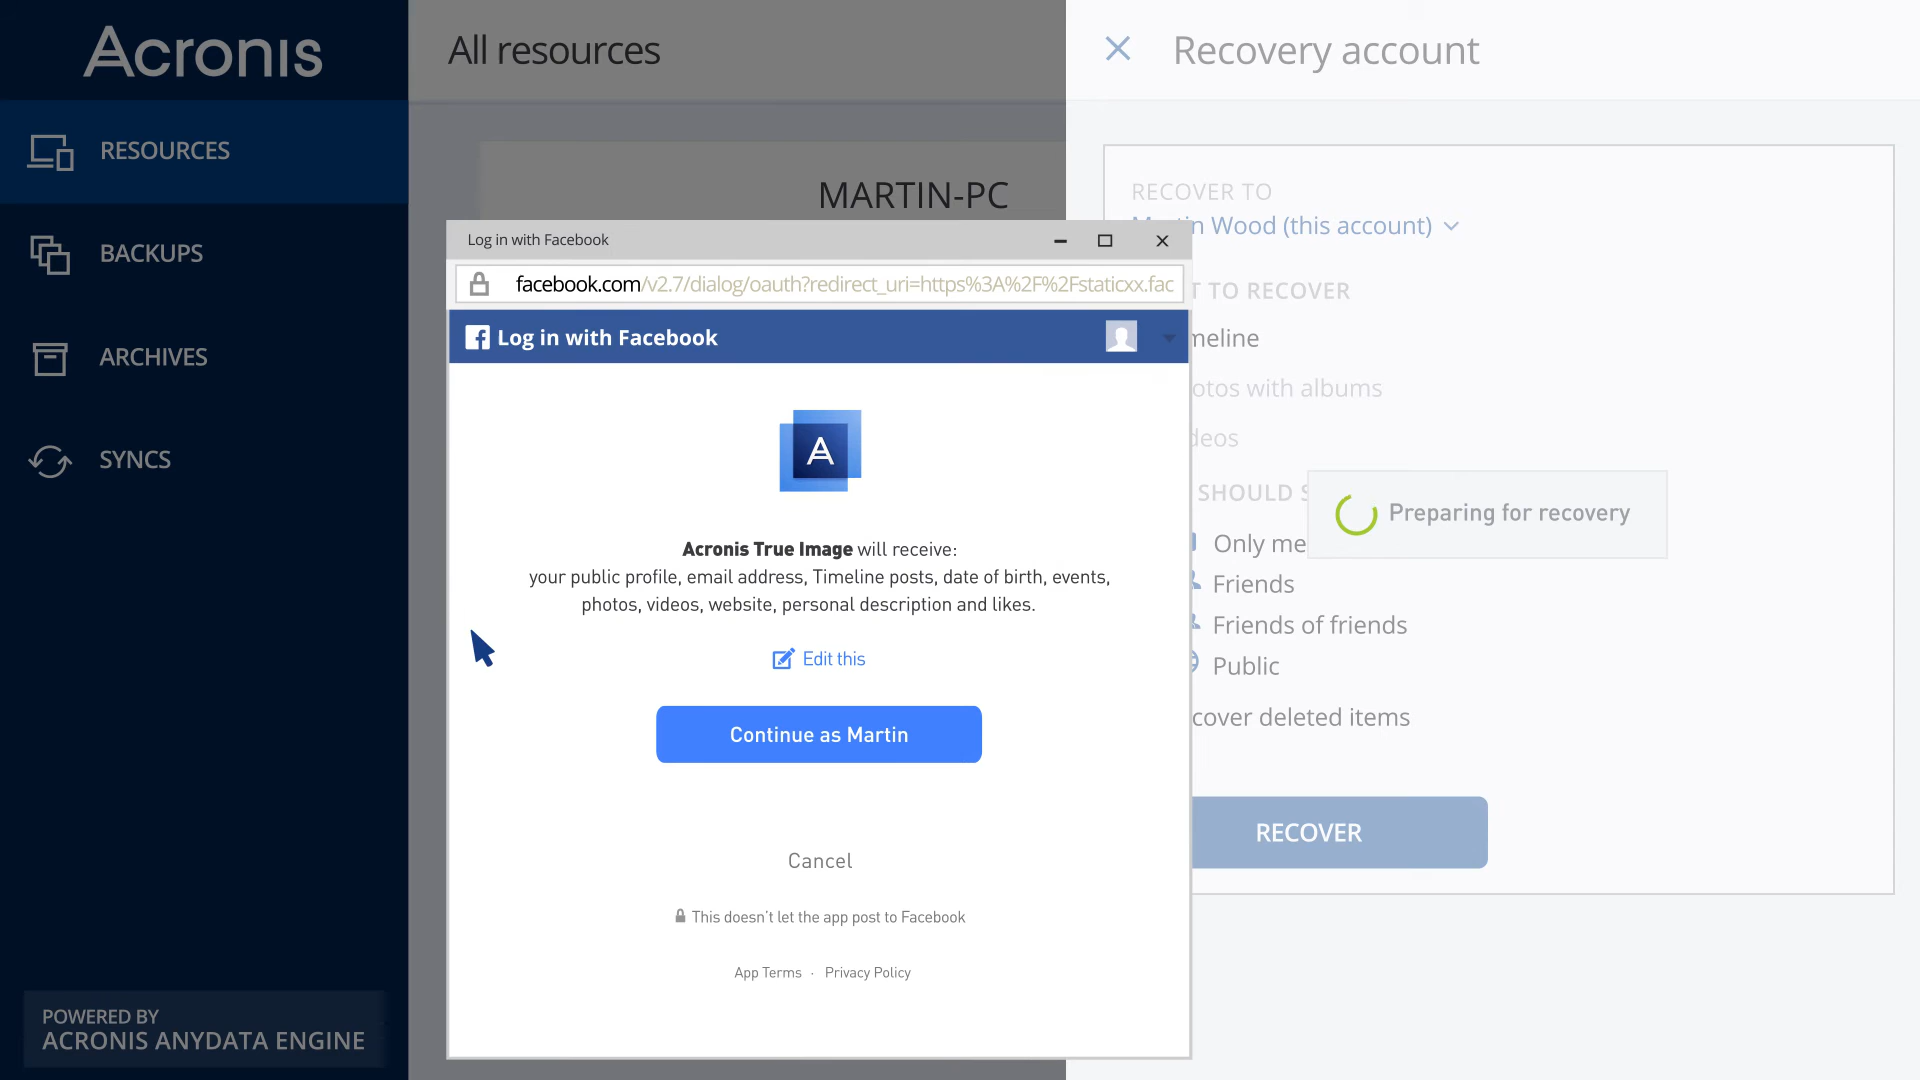 Acronis
RESOURCES
BACKUPS
ARCHIVES
SYNCS
POWERED BY
ACRONIS ANYDATA ENGINE
All resources
MARTIN-PC
Log in with Facebook
facebook.com/v2.7/dialog/oauth?redirect_uri=https%3A%2F%2Fstaticxx.fac
Log in with Facebook
A
Acronis True Image will receive:
your public profile, email address, Timeline posts, date of birth, events,
photos, videos, website, personal description and likes.
Edit this
Continue as Martin
Cancel
This doesn't let the app post to Facebook
App Terms · Privacy Policy
Recovery account
RECOVER TO
Martin Wood (this account)
T TO RECOVER
meline
otos with albums
deos
SHOULD S
Preparing for recovery
Only me
Friends
Friends of friends
Public
cover deleted items
RECOVER